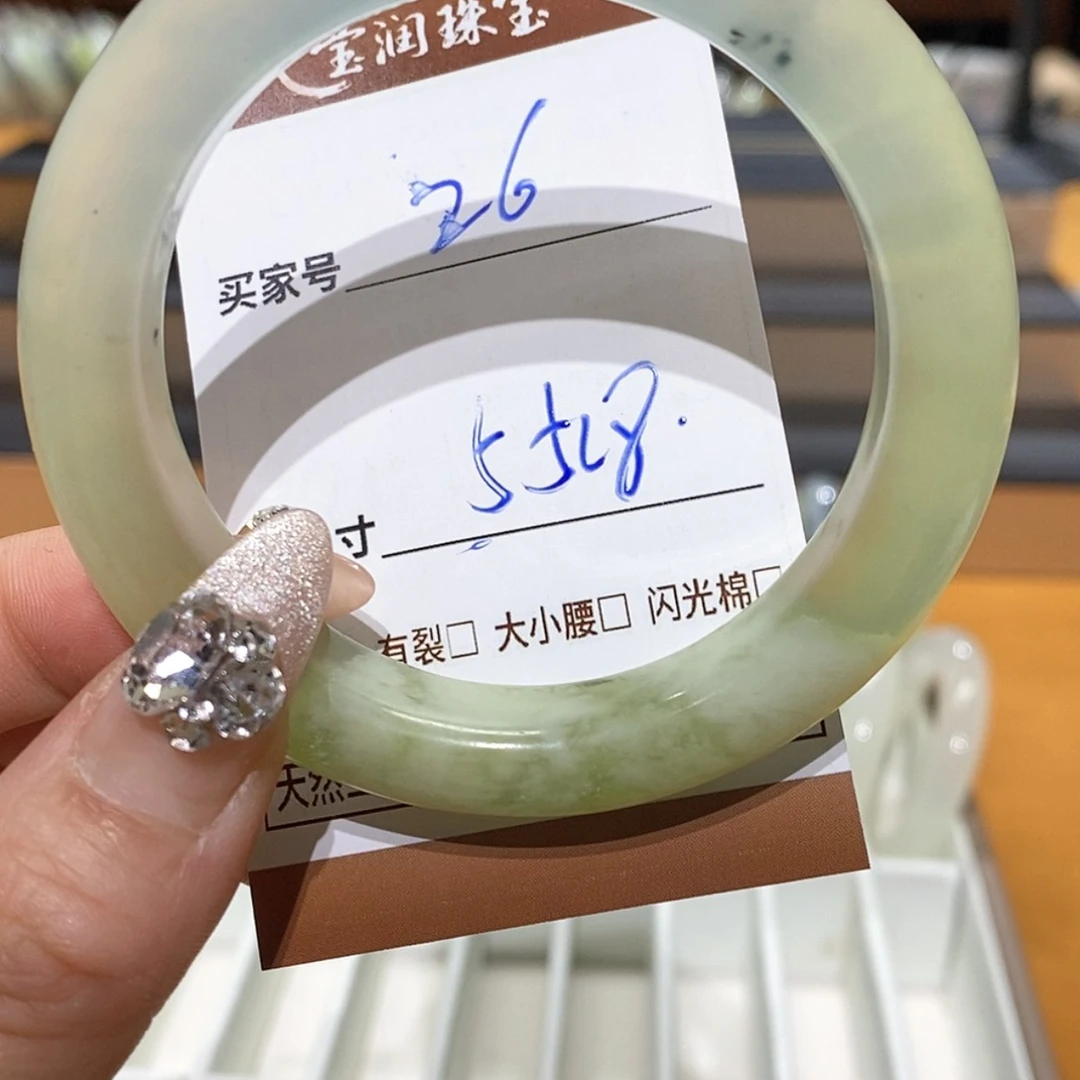 宝润珠宝
买家号 26
寸 5528.
有裂□ 大小腰□ 闪光棉□
天然